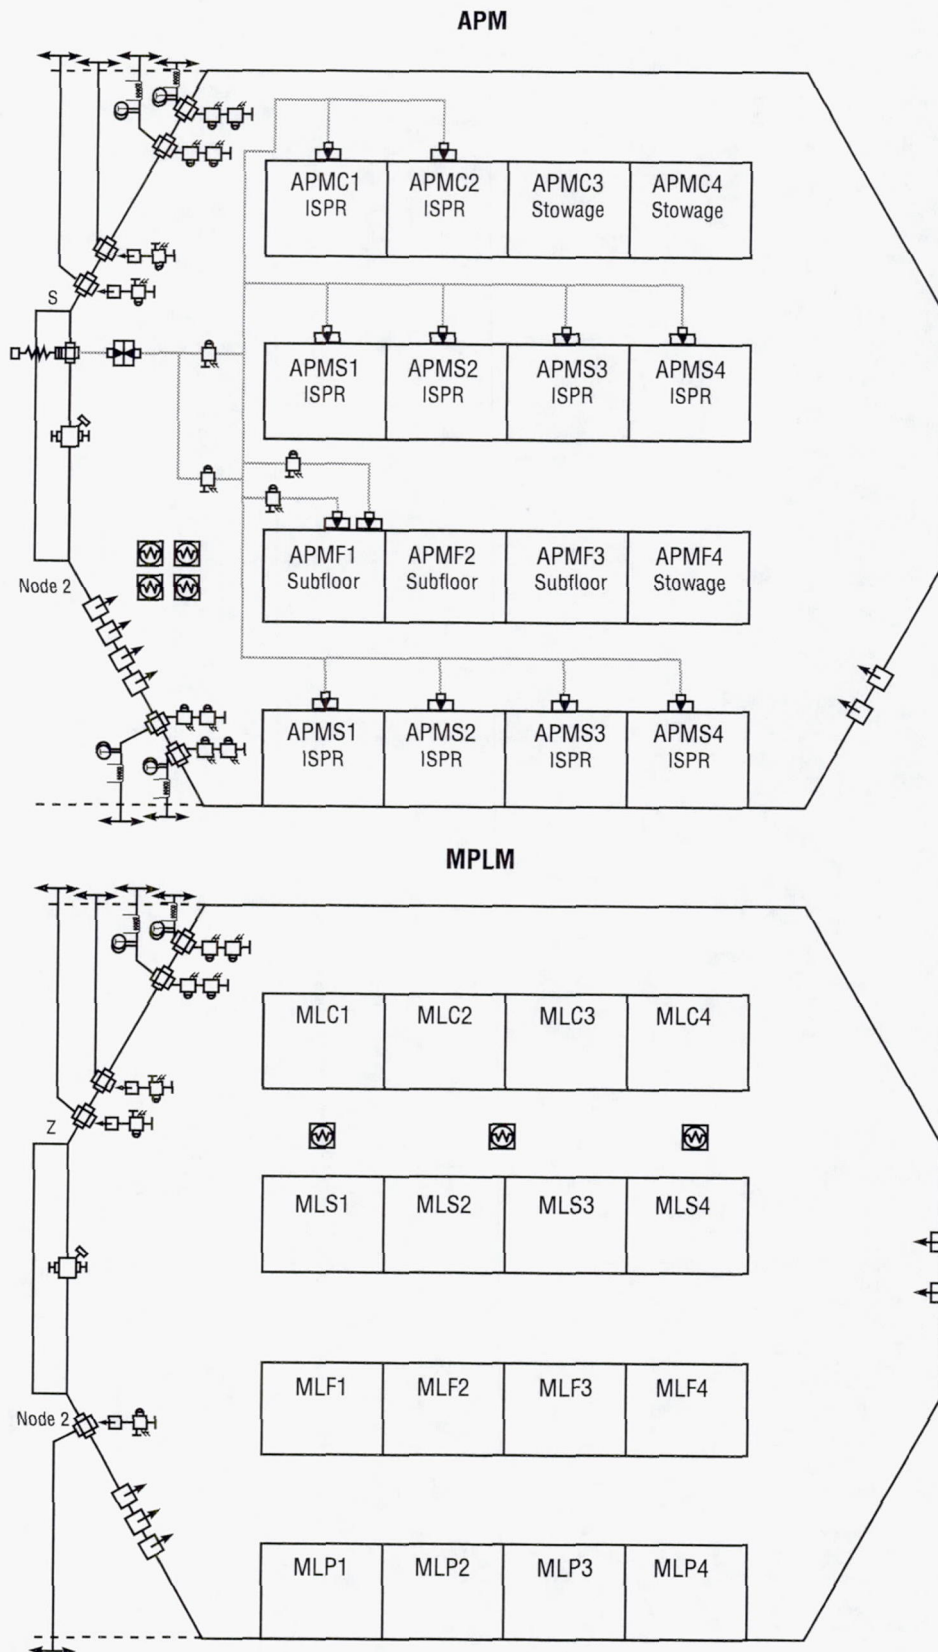 APM
APMC1 APMC2 APMC3 APMC4
ISPR ISPR Stowage Stowage
S
APMS1 APMS2 APMS3 APMS4
ISPR ISPR ISPR ISPR
APMF1 APMF2 APMF3 APMF4
Subfloor Subfloor Subfloor Stowage
Node 2
APMS1 APMS2 APMS3 APMS4
ISPR ISPR ISPR ISPR
MPLM
MLC1 MLC2 MLC3 MLC4
Z
MLS1 MLS2 MLS3 MLS4
MLF1 MLF2 MLF3 MLF4
Node 2
MLP1 MLP2 MLP3 MLP4